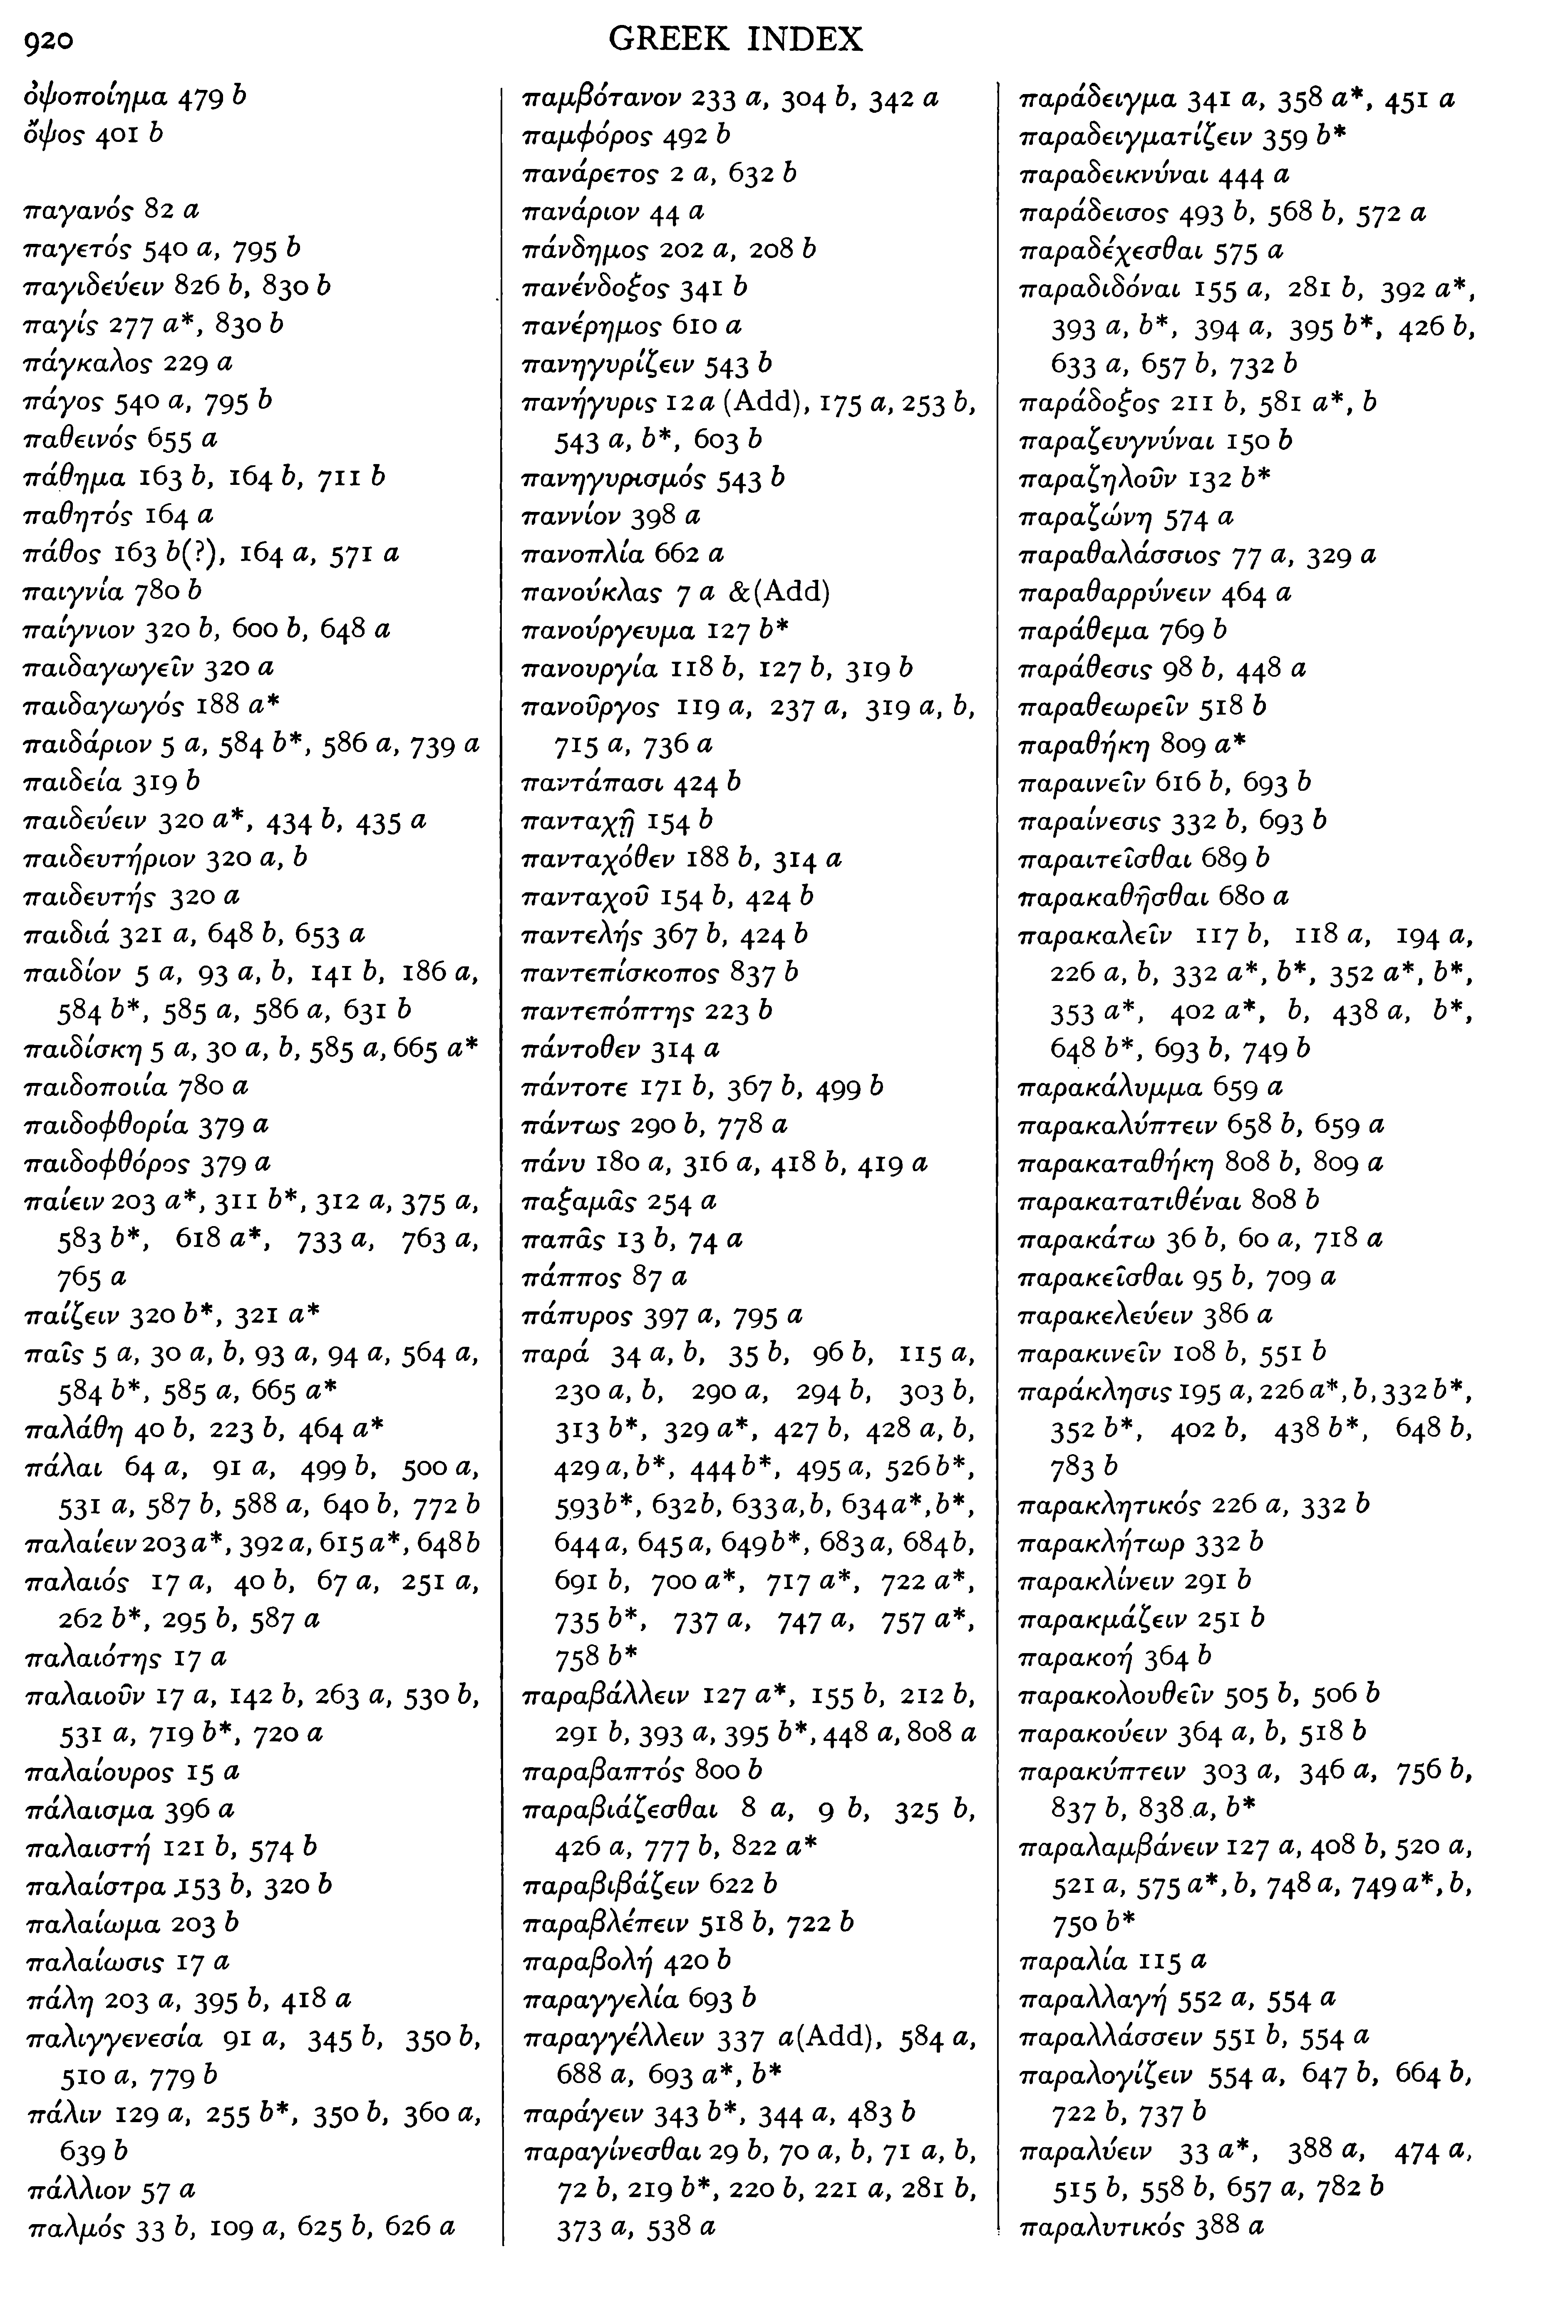 920
GREEK INDEX
ὀψοποίημα 479 b
ὄψος 401 b
παγανός 82 a
παγετός 540 a, 795 b
παγιδεύειν 826 b, 830 b
παγίς 277 a*, 830 b
πάγκαλος 229 a
πάγος 540 a, 795 b
παθεινός 655 a
πάθημα 163 b, 164 b, 711 b
παθητός 164 a
πάθος 163 b(?), 164 a, 571 a
παιγνία 780 b
παίγνιον 320 b, 600 b, 648 a
παιδαγωγεῖν 320 a
παιδαγωγός 188 a*
παιδάριον 5 a, 584 b*, 586 a, 739 a
παιδεία 319 b
παιδεύειν 320 a*, 434 b, 435 a
παιδευτήριον 320 a, b
παιδευτής 320 a
παιδιά 321 a, 648 b, 653 a
παιδίον 5 a, 93 a, b, 141 b, 186 a,
584 b*, 585 a, 586 a, 631 b
παιδίσκη 5 a, 30 a, b, 585 a, 665 a*
παιδοποιία 780 a
παιδοφθορία 379 a
παιδοφθόρος 379 a
παίειν 203 a*, 311 b*, 312 a, 375 a,
583 b*, 618 a*, 733 a, 763 a,
765 a
παίζειν 320 b*, 321 a*
παῖς 5 a, 30 a, b, 93 a, 94 a, 564 a,
584 b*, 585 a, 665 a*
παλάθη 40 b, 223 b, 464 a*
πάλαι 64 a, 91 a, 499 b, 500 a,
531 a, 587 b, 588 a, 640 b, 772 b
παλαίειν 203 a*, 392 a, 615 a*, 648 b
παλαιός 17 a, 40 b, 67 a, 251 a,
262 b*, 295 b, 587 a
παλαιότης 17 a
παλαιοῦν 17 a, 142 b, 263 a, 530 b,
531 a, 719 b*, 720 a
παλαίουρος 15 a
πάλαισμα 396 a
παλαιστή 121 b, 574 b
παλαίστρα 153 b, 320 b
παλαίωμα 203 b
παλαίωσις 17 a
πάλη 203 a, 395 b, 418 a
παλιγγενεσία 91 a, 345 b, 350 b,
510 a, 779 b
πάλιν 129 a, 255 b*, 350 b, 360 a,
639 b
πάλλιον 57 a
παλμός 33 b, 109 a, 625 b, 626 a
παμβότανον 233 a, 304 b, 342 a
παμφόρος 492 b
πανάρετος 2 a, 632 b
πανάριον 44 a
πάνδημος 202 a, 208 b
πανένδοξος 341 b
πανέρημος 610 a
πανηγυρίζειν 543 b
πανήγυρις 12 a (Add), 175 a, 253 b,
543 a, b*, 603 b
πανηγυρισμός 543 b
παννίον 398 a
πανοπλία 662 a
πανούκλας 7 a &(Add)
πανούργευμα 127 b*
πανουργία 118 b, 127 b, 319 b
πανοῦργος 119 a, 237 a, 319 a, b,
715 a, 736 a
παντάπασι 424 b
πανταχῇ 154 b
πανταχόθεν 188 b, 314 a
πανταχοῦ 154 b, 424 b
παντελής 367 b, 424 b
παντεπίσκοπος 837 b
παντεπόπτης 223 b
πάντοθεν 314 a
πάντοτε 171 b, 367 b, 499 b
πάντως 290 b, 778 a
πάνυ 180 a, 316 a, 418 b, 419 a
παξαμᾶς 254 a
παπᾶς 13 b, 74 a
πάππος 87 a
πάπυρος 397 a, 795 a
παρά 34 a, b, 35 b, 96 b, 115 a,
230 a, b, 290 a, 294 b, 303 b,
313 b*, 329 a*, 427 b, 428 a, b,
429 a, b*, 444 b*, 495 a, 526 b*,
593 b*, 632 b, 633 a, b, 634 a*, b*,
644 a, 645 a, 649 b*, 683 a, 684 b,
691 b, 700 a*, 717 a*, 722 a*,
735 b*, 737 a, 747 a, 757 a*,
758 b*
παραβάλλειν 127 a*, 155 b, 212 b,
291 b, 393 a, 395 b*, 448 a, 808 a
παραβαπτός 800 b
παραβιάζεσθαι 8 a, 9 b, 325 b,
426 a, 777 b, 822 a*
παραβιβάζειν 622 b
παραβλέπειν 518 b, 722 b
παραβολή 420 b
παραγγελία 693 b
παραγγέλλειν 337 a(Add), 584 a,
688 a, 693 a*, b*
παράγειν 343 b*, 344 a, 483 b
παραγίνεσθαι 29 b, 70 a, b, 71 a, b,
72 b, 219 b*, 220 b, 221 a, 281 b,
373 a, 538 a
παράδειγμα 341 a, 358 a*, 451 a
παραδειγματίζειν 359 b*
παραδεικνύναι 444 a
παράδεισος 493 b, 568 b, 572 a
παραδέχεσθαι 575 a
παραδιδόναι 155 a, 281 b, 392 a*,
393 a, b*, 394 a, 395 b*, 426 b,
633 a, 657 b, 732 b
παράδοξος 211 b, 581 a*, b
παραζευγνύναι 150 b
παραζηλοῦν 132 b*
παραζώνη 574 a
παραθαλάσσιος 77 a, 329 a
παραθαρρύνειν 464 a
παράθεμα 769 b
παράθεσις 98 b, 448 a
παραθεωρεῖν 518 b
παραθήκη 809 a*
παραινεῖν 616 b, 693 b
παραίνεσις 332 b, 693 b
παραιτεῖσθαι 689 b
παρακαθῆσθαι 680 a
παρακαλεῖν 117 b, 118 a, 194 a,
226 a, b, 332 a*, b*, 352 a*, b*,
353 a*, 402 a*, b, 438 a, b*,
648 b*, 693 b, 749 b
παρακάλυμμα 659 a
παρακαλύπτειν 658 b, 659 a
παρακαταθήκη 808 b, 809 a
παρακατατιθέναι 808 b
παρακάτω 36 b, 60 a, 718 a
παρακεῖσθαι 95 b, 709 a
παρακελεύειν 386 a
παρακινεῖν 108 b, 551 b
παράκλησις 195 a, 226 a*, b, 332 b*,
352 b*, 402 b, 438 b*, 648 b,
783 b
παρακλητικός 226 a, 332 b
παρακλήτωρ 332 b
παρακλίνειν 291 b
παρακμάζειν 251 b
παρακοή 364 b
παρακολουθεῖν 505 b, 506 b
παρακούειν 364 a, b, 518 b
παρακύπτειν 303 a, 346 a, 756 b,
837 b, 838 a, b*
παραλαμβάνειν 127 a, 408 b, 520 a,
521 a, 575 a*, b, 748 a, 749 a*, b,
750 b*
παραλία 115 a
παραλλαγή 552 a, 554 a
παραλλάσσειν 551 b, 554 a
παραλογίζειν 554 a, 647 b, 664 b,
722 b, 737 b
παραλύειν 33 a*, 388 a, 474 a,
515 b, 558 b, 657 a, 782 b
παραλυτικός 388 a